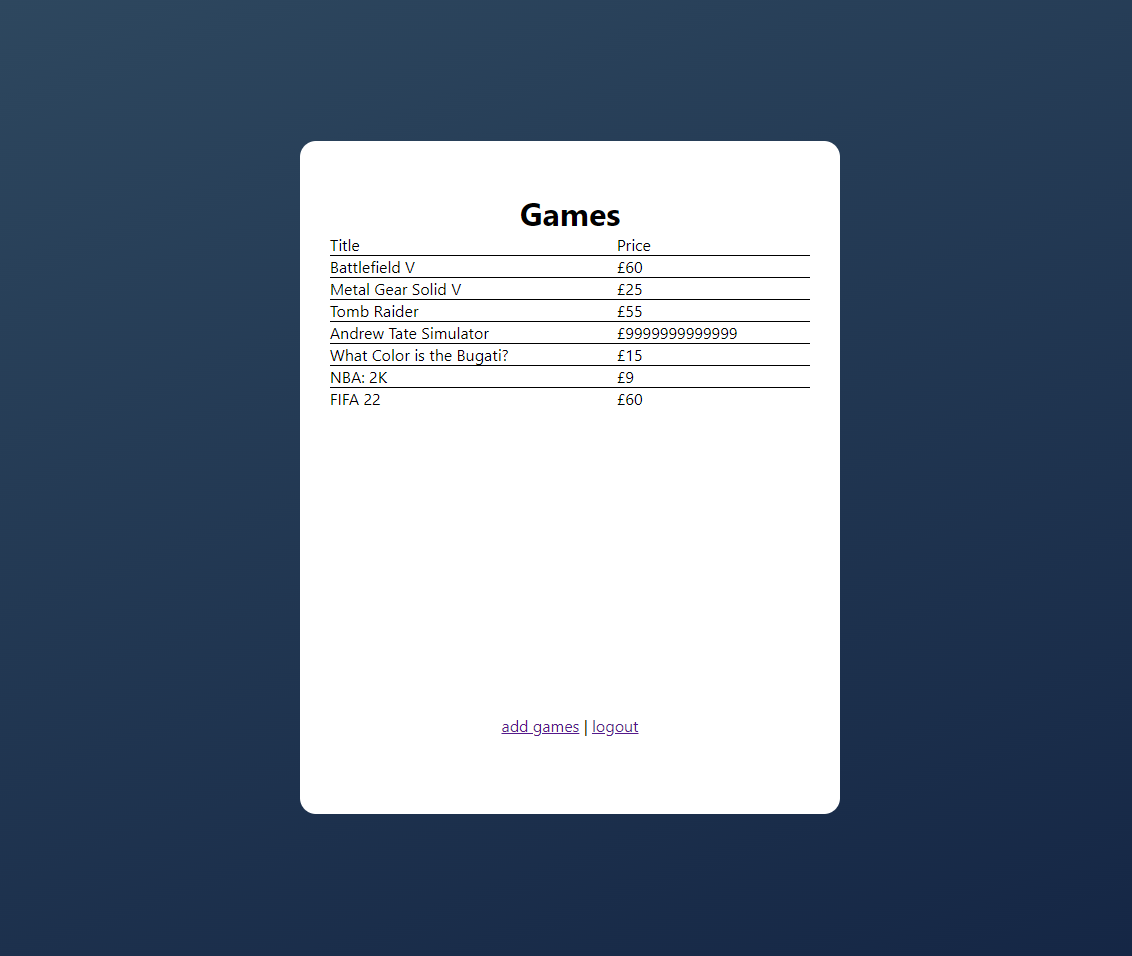 Games
Title Price
Battlefield V £60
Metal Gear Solid V £25
Tomb Raider £55
Andrew Tate Simulator £9999999999999
What Color is the Bugati? £15
NBA: 2K £9
FIFA 22 £60
add games | logout